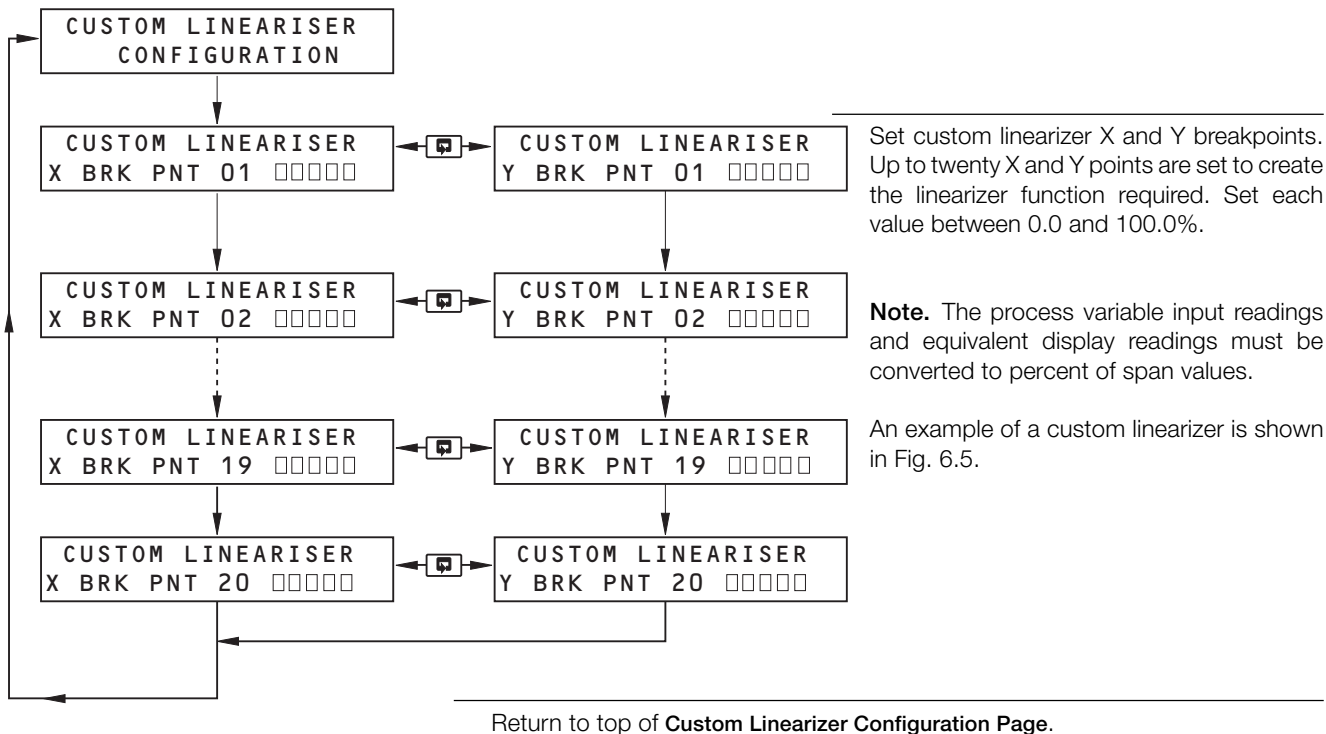 CUSTOM LINEARISER
CONFIGURATION
CUSTOM LINEARISER
X BRK PNT 01 □□□□□
CUSTOM LINEARISER
Y BRK PNT 01 □□□□□
Set custom linearizer X and Y breakpoints.
Up to twenty X and Y points are set to create
the linearizer function required. Set each
value between 0.0 and 100.0%.
CUSTOM LINEARISER
X BRK PNT 02 □□□□□
CUSTOM LINEARISER
Y BRK PNT 02 □□□□□
Note. The process variable input readings
and equivalent display readings must be
converted to percent of span values.
CUSTOM LINEARISER
X BRK PNT 19 □□□□□
CUSTOM LINEARISER
Y BRK PNT 19 □□□□□
An example of a custom linearizer is shown
in Fig. 6.5.
CUSTOM LINEARISER
X BRK PNT 20 □□□□□
CUSTOM LINEARISER
Y BRK PNT 20 □□□□□
Return to top of Custom Linearizer Configuration Page.